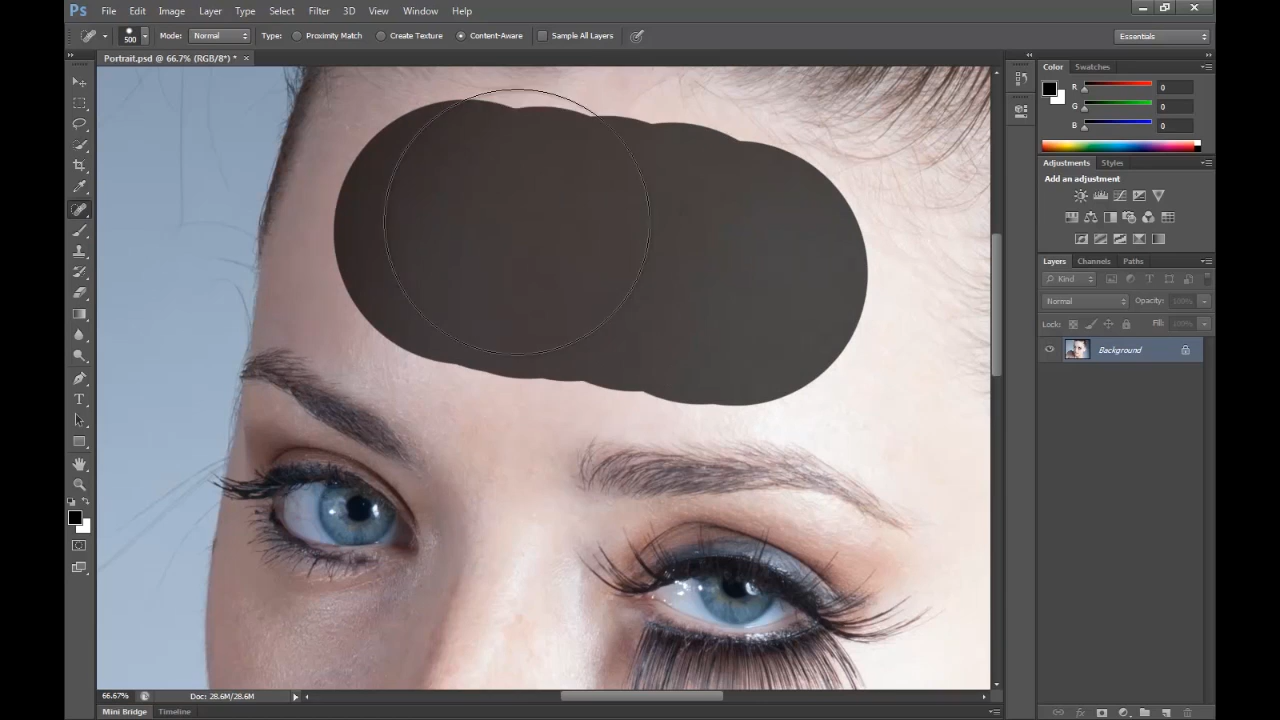 Ps File Edit Image Layer Type Select Filter 3D View Window Help
500 Mode: Normal Type: Proximity Match Create Texture Content-Aware Sample All Layers Essentials
Portrait.psd @ 66.7% (RGB/8*) *
Color Swatches
R 0
G 0
B 0
Adjustments Styles
Add an adjustment
Layers Channels Paths
Kind T
Normal Opacity: 100%
Lock: Fill: 100%
Background
T
66.67% Doc: 28.6M/28.6M
Mini Bridge Timeline
fx